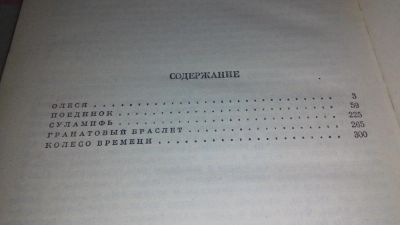 СОДЕРЖАНИЕ
ОЛЕСЯ . . . . . . . . . . . . . . . . . . . . 3
ПОЕДИНОК . . . . . . . . . . . . . . . . . . 59
СУЛАМИФЬ . . . . . . . . . . . . . . . . . . 225
ГРАНАТОВЫЙ БРАСЛЕТ . . . . . . . . . . . . 265
КОЛЕСО ВРЕМЕНИ . . . . . . . . . . . . . . 300